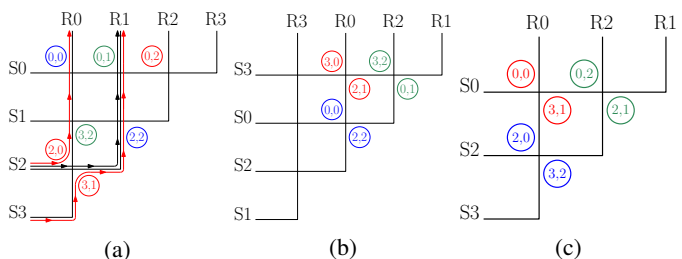 R0 R1 R2 R3
0,0 0,1 0,2
S0
S1
3,2 2,2
2,0
S2
3,1
S3
(a)
R3 R0 R2 R1
3,0 3,2
S3
2,1 0,1
0,0
S0
2,2
S2
S1
(b)
R0 R2 R1
0,0 0,2
S0
3,1 2,1
2,0
S2
3,2
S3
(c)